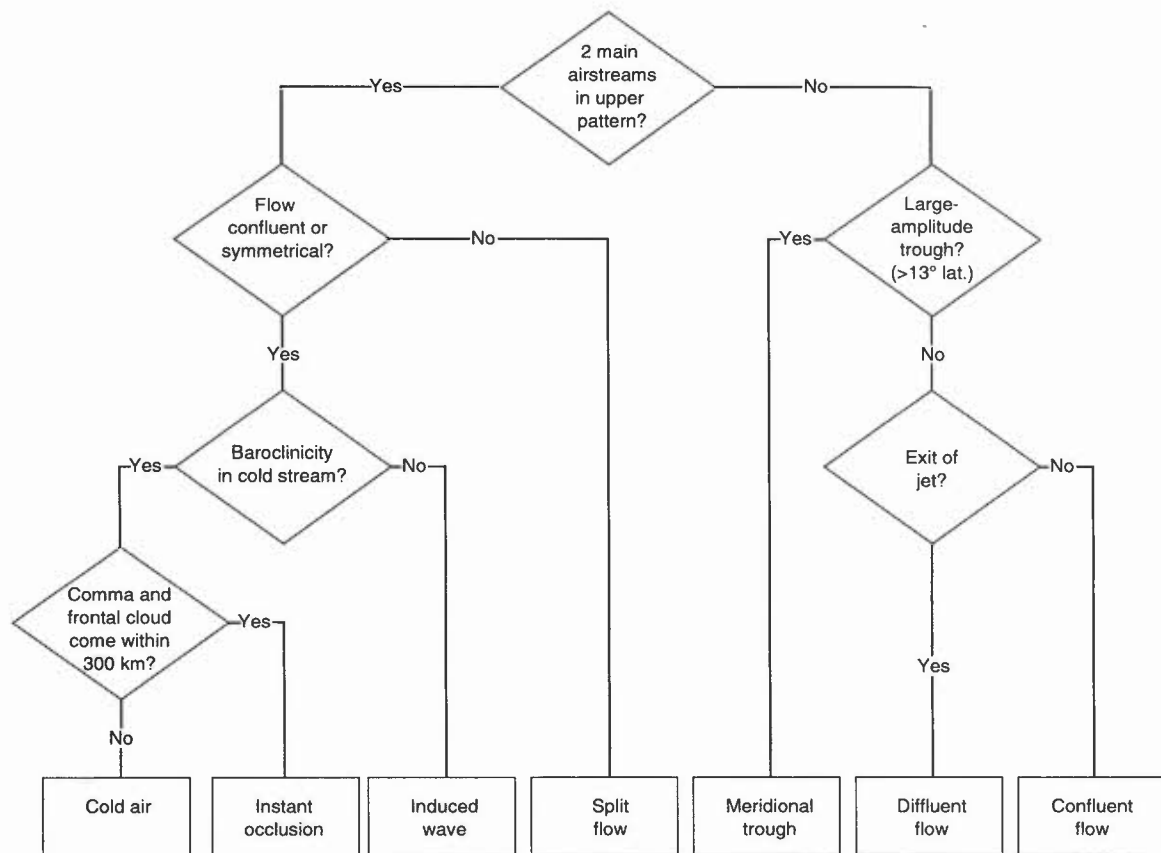 2 main
airstreams
in upper
pattern?
Yes
No
Flow
confluent or
symmetrical?
No
Yes
Large-
amplitude
trough?
(>13° lat.)
Yes
No
Baroclinicity
in cold stream?
Yes
No
Exit of
jet?
No
Yes
Comma and
frontal cloud
come within
300 km?
Yes
No
Cold air
Instant
occlusion
Induced
wave
Split
flow
Meridional
trough
Diffluent
flow
Confluent
flow